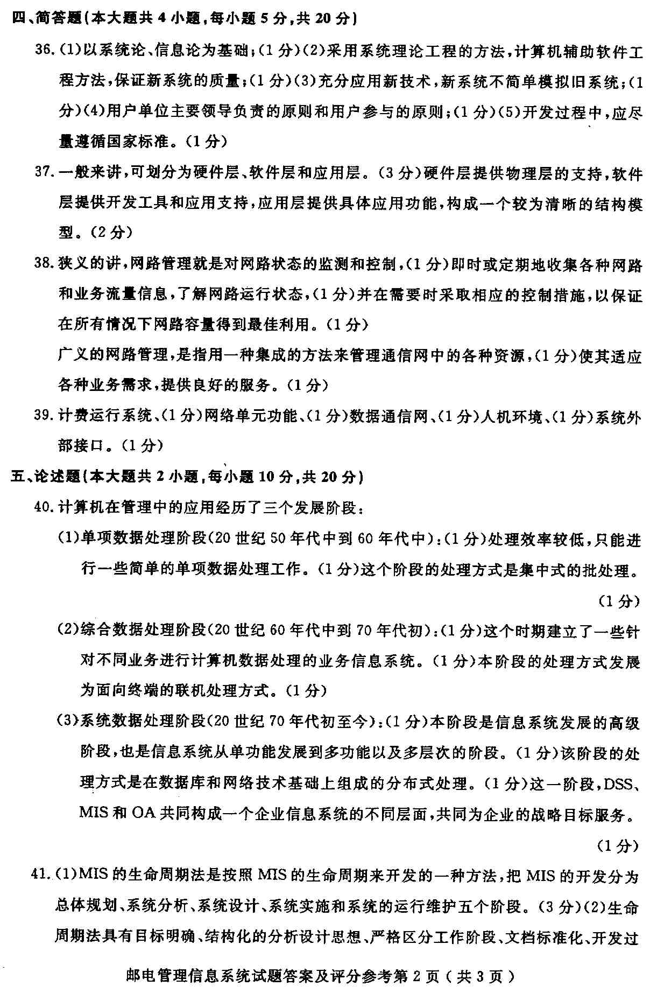 四、简答题(本大题共 4 小题,每小题 5 分,共 20 分)
36. (1)以系统论、信息论为基础;(1 分)(2)采用系统理论工程的方法,计算机辅助软件工
程方法,保证新系统的质量;(1 分)(3)充分应用新技术,新系统不简单模拟旧系统;(1
分)(4)用户单位主要领导负责的原则和用户参与的原则;(1 分)(5)开发过程中,应尽
量遵循国家标准。(1 分)
37. 一般来讲,可划分为硬件层、软件层和应用层。(3 分)硬件层提供物理层的支持,软件
层提供开发工具和应用支持,应用层提供具体应用功能,构成一个较为清晰的结构模
型。(2 分)
38. 狭义的讲,网路管理就是对网路状态的监测和控制,(1 分)即时或定期地收集各种网路
和业务流量信息,了解网路运行状态,(1 分)并在需要时采取相应的控制措施,以保证
在所有情况下网路容量得到最佳利用。(1 分)
广义的网路管理,是指用一种集成的方法来管理通信网中的各种资源,(1 分)使其适应
各种业务需求,提供良好的服务。(1 分)
39. 计费运行系统、(1 分)网络单元功能、(1 分)数据通信网、(1 分)人机环境、(1 分)系统外
部接口。(1 分)
五、论述题(本大题共 2 小题,每小题 10 分,共 20 分)
40. 计算机在管理中的应用经历了三个发展阶段:
(1)单项数据处理阶段(20 世纪 50 年代中到 60 年代中):(1 分)处理效率较低,只能进
行一些简单的单项数据处理工作。(1 分)这个阶段的处理方式是集中式的批处理。
(1 分)
(2)综合数据处理阶段(20 世纪 60 年代中到 70 年代初):(1 分)这个时期建立了一些针
对不同业务进行计算机数据处理的业务信息系统。(1 分)本阶段的处理方式发展
为面向终端的联机处理方式。(1 分)
(3)系统数据处理阶段(20 世纪 70 年代初至今):(1 分)本阶段是信息系统发展的高级
阶段,也是信息系统从单功能发展到多功能以及多层次的阶段。(1 分)该阶段的处
理方式是在数据库和网络技术基础上组成的分布式处理。(1 分)这一阶段,DSS、
MIS 和 OA 共同构成一个企业信息系统的不同层面,共同为企业的战略目标服务。
(1 分)
41. (1)MIS 的生命周期法是按照 MIS 的生命周期来开发的一种方法,把 MIS 的开发分为
总体规划、系统分析、系统设计、系统实施和系统的运行维护五个阶段。(3 分)(2)生命
周期法具有目标明确、结构化的分析设计思想、严格区分工作阶段、文档标准化、开发过
邮电管理信息系统试题答案及评分参考第 2 页 ( 共 3 页 )